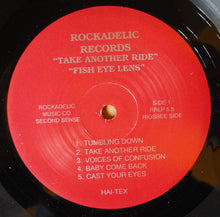 ROCKADELIC
RECORDS
"TAKE ANOTHER RIDE"
"FISH EYE LENS"
ROCKADELIC
MUSIC CO
SECOND SENSE
SIDE 1
RRLP 5.5
RIGSBEE SIDE
1. TUMBLING DOWN
2. TAKE ANOTHER RIDE
3. VOICES OF CONFUSION
4. BABY COME BACK
5. CAST YOUR EYES
HAI-TEX